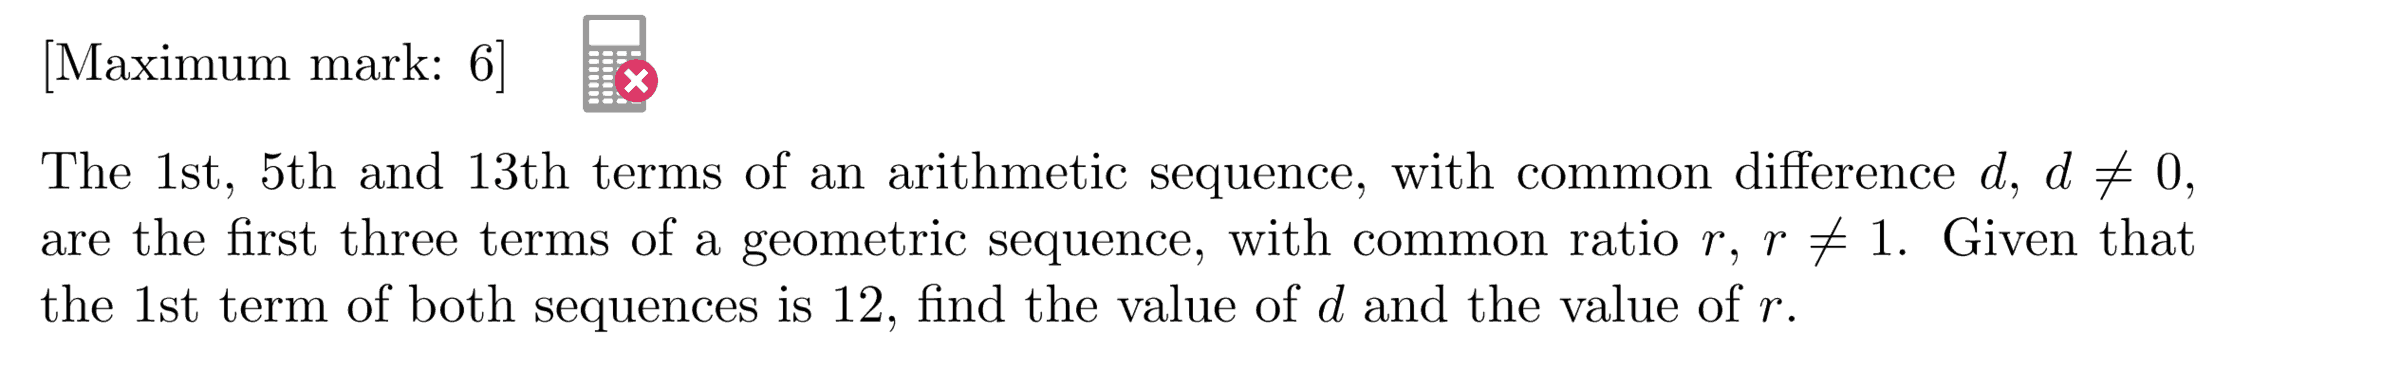 [Maximum mark: 6]
The 1st, 5th and 13th terms of an arithmetic sequence, with common difference d, d ≠ 0,
are the first three terms of a geometric sequence, with common ratio r, r ≠ 1. Given that
the 1st term of both sequences is 12, find the value of d and the value of r.